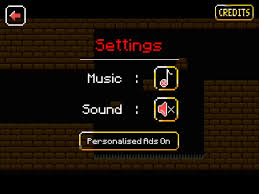 CREDITS
Settings
Music :
Sound :
Personalised Ads On